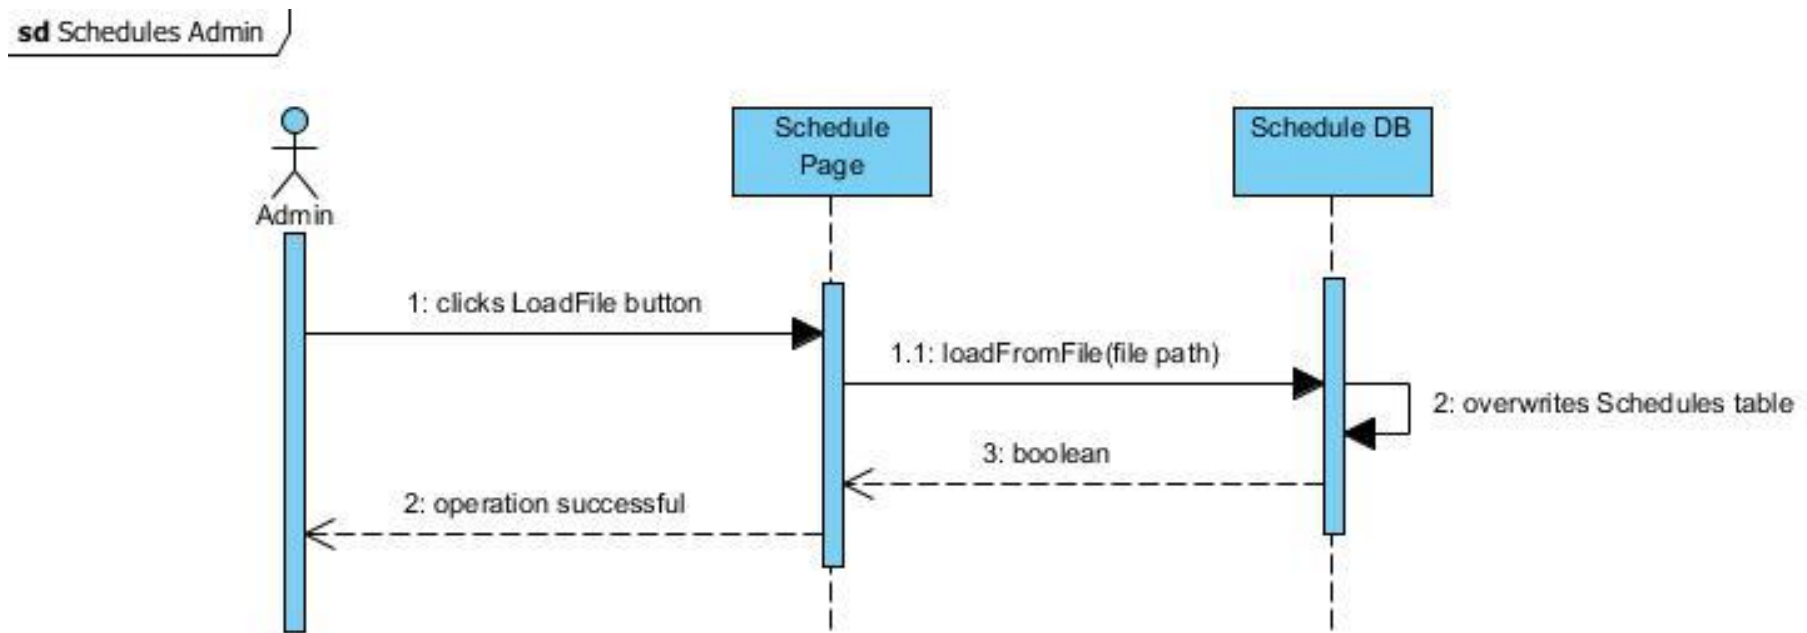 sd Schedules Admin
Admin
Schedule
Page
Schedule DB
1: clicks LoadFile button
1.1: loadFromFile(file path)
2: overwrites Schedules table
3: boolean
2: operation successful